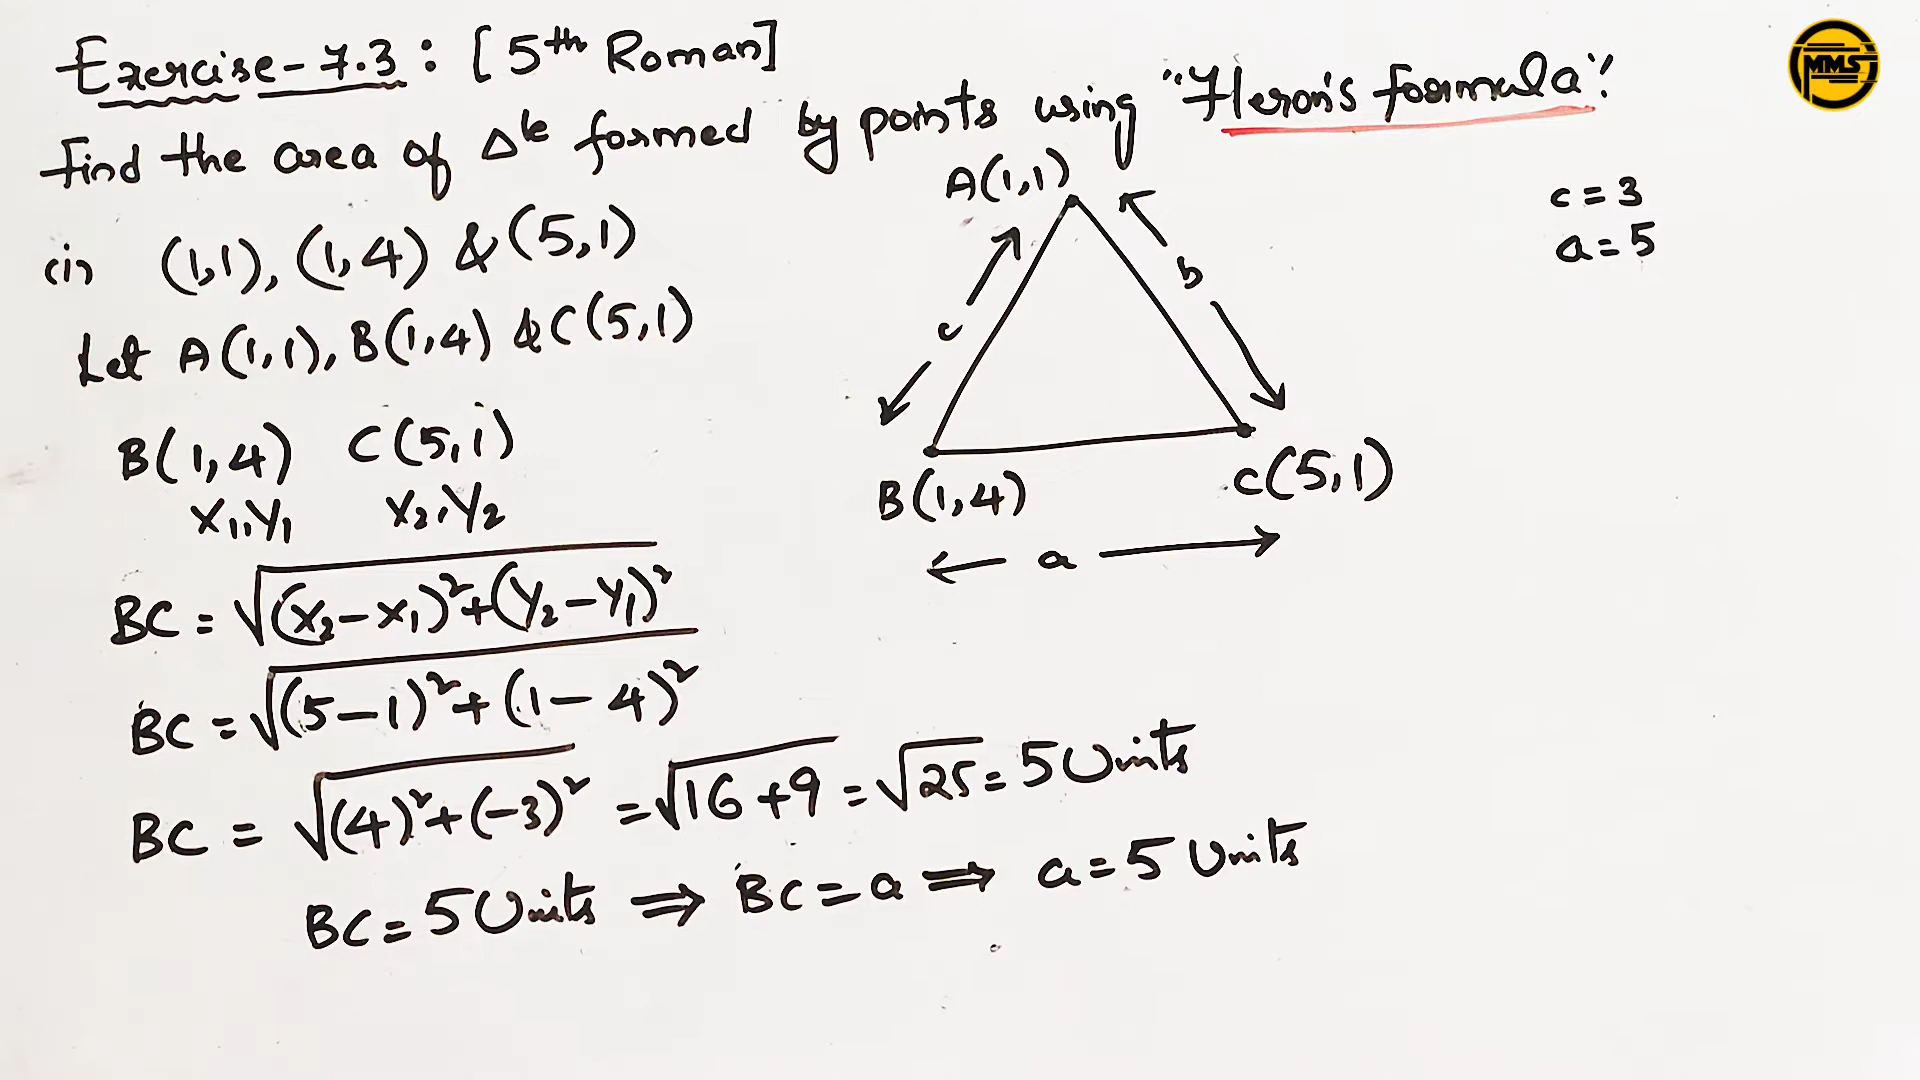 Exercise-7.3: [5th Roman]
Find the area of Δle formed by points using "Heron's formula".
(i) (1,1), (1,4) & (5,1)
Let A(1,1), B(1,4) & C(5,1)
B(1,4) C(5,1)
x₁,y₁ x₂,y₂
BC = √(x₂-x₁)²+(y₂-y₁)²
BC = √(5-1)²+(1-4)²
BC = √(4)²+(-3)² = √16+9 = √25 = 5 Units
BC = 5 Units ⟹ BC = a ⟹ a = 5 Units
A(1,1)
c
b
B(1,4)
C(5,1)
a
c = 3
a = 5
MMS